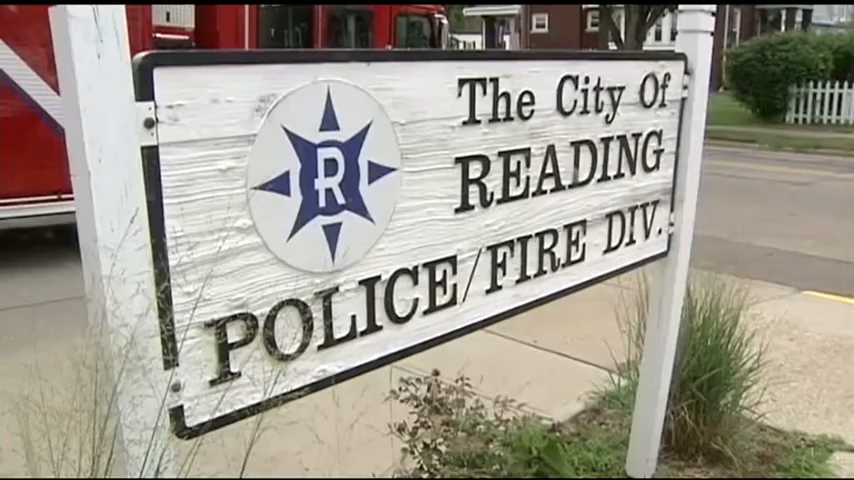 The City Of
R
READING
POLICE/FIRE DIV.